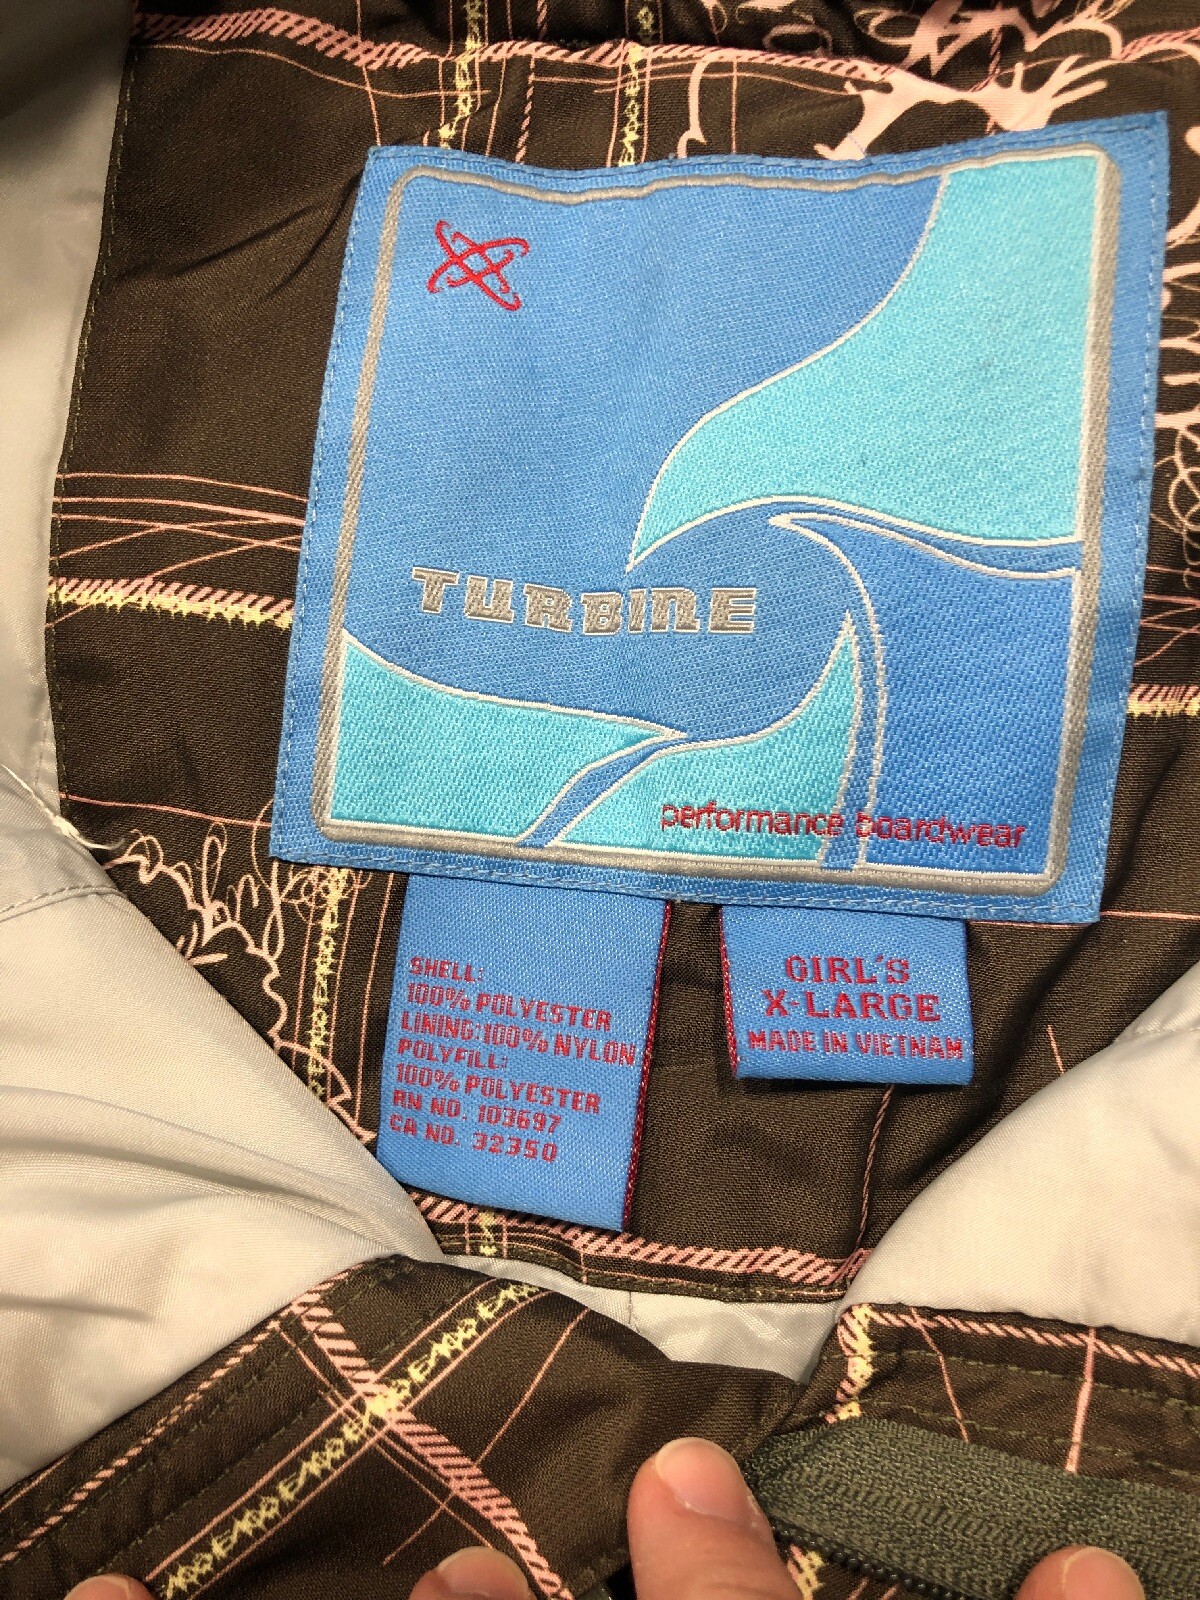 TURBINE
performance boardwear
SHELL:
100% POLYESTER
LINING:100% NYLON
POLYFILL:
100% POLYESTER
RN NO. 103697
CA NO. 32350
GIRL'S
X-LARGE
MADE IN VIETNAM